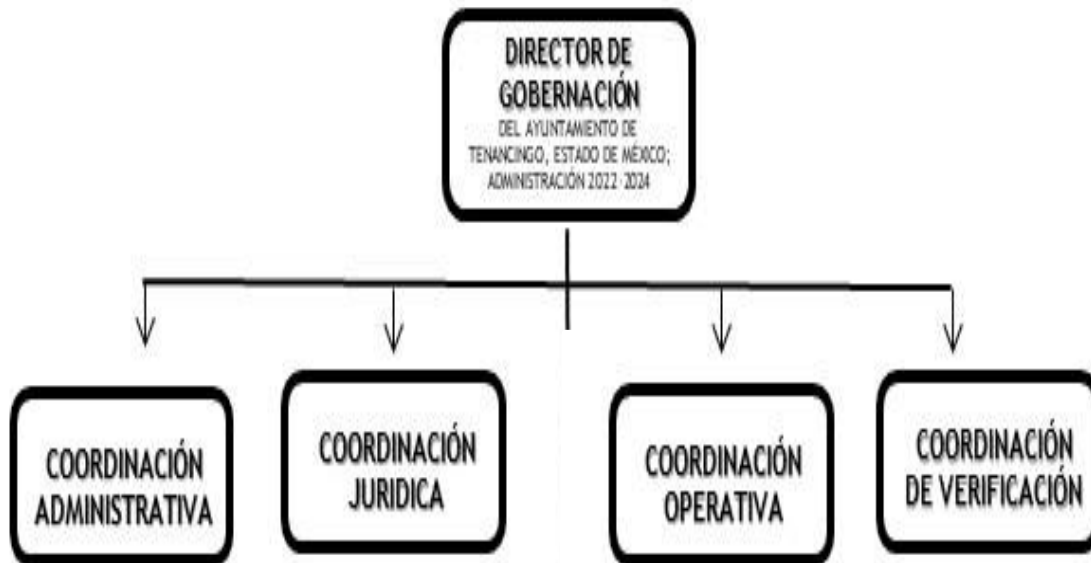 DIRECTOR DE
GOBERNACIÓN
DEL AYUNTAMIENTO DE
TENANCINGO, ESTADO DE MÉXICO;
ADMINISTRACIÓN 2022-2024
COORDINACIÓN
ADMINISTRATIVA
COORDINACIÓN
JURIDICA
COORDINACIÓN
OPERATIVA
COORDINACIÓN
DE VERIFICACIÓN